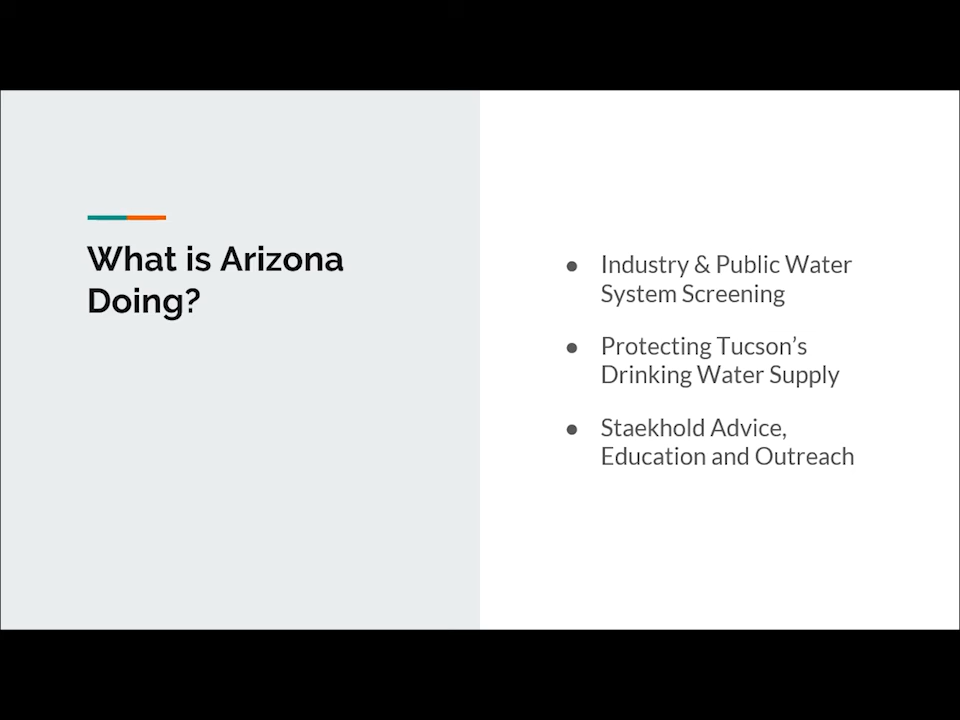 What is Arizona
Doing?
● Industry & Public Water
System Screening
● Protecting Tucson’s
Drinking Water Supply
● Staekhold Advice,
Education and Outreach